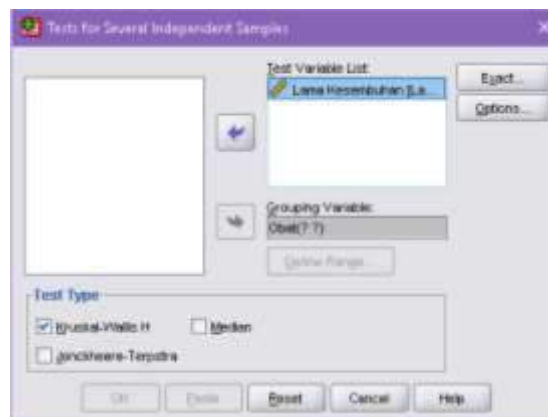 Tests for Several Independent Samples
Test Variable List:
Lama Kesembuhan [La...
Exact...
Options...
Grouping Variable:
Obat(? ?)
Define Range...
Test Type
Kruskal-Wallis H
Median
Jonckheere-Terpstra
OK
Paste
Reset
Cancel
Help